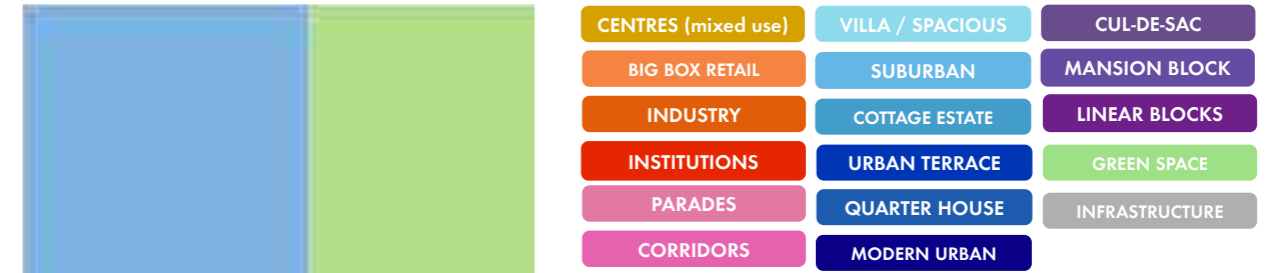 CENTRES (mixed use)
VILLA / SPACIOUS
CUL-DE-SAC
BIG BOX RETAIL
SUBURBAN
MANSION BLOCK
INDUSTRY
COTTAGE ESTATE
LINEAR BLOCKS
INSTITUTIONS
URBAN TERRACE
GREEN SPACE
PARADES
QUARTER HOUSE
INFRASTRUCTURE
CORRIDORS
MODERN URBAN